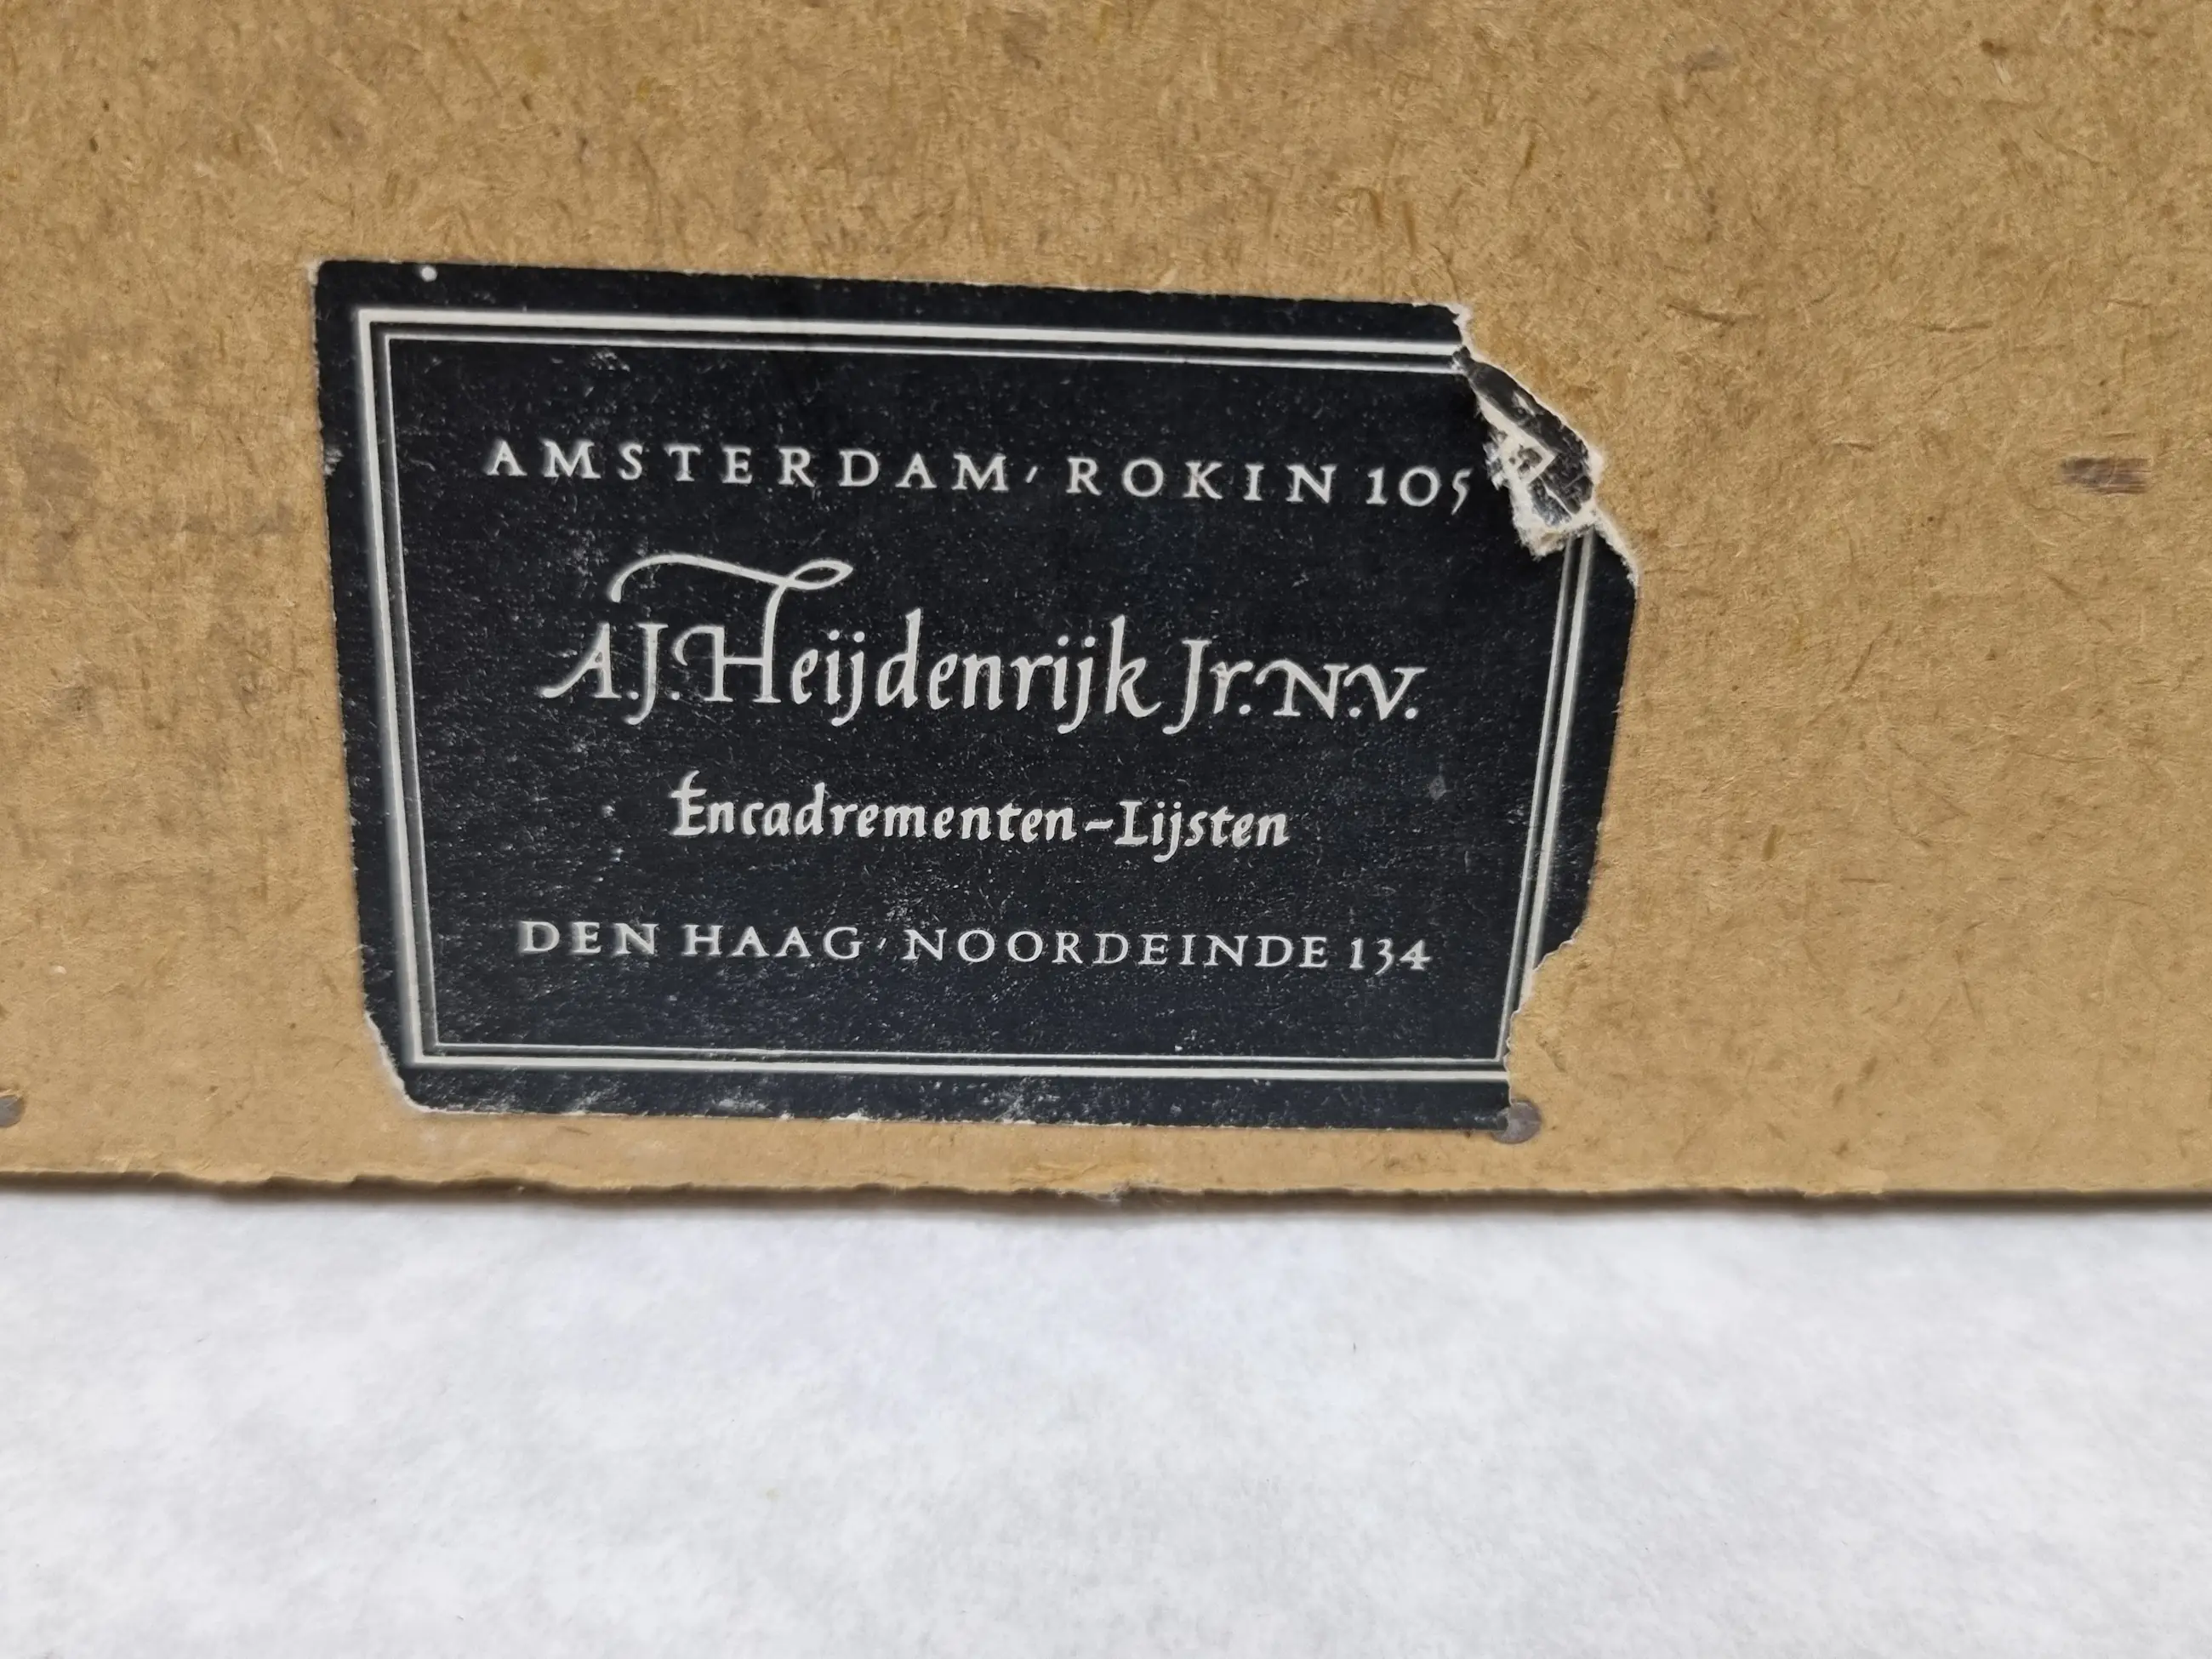 AMSTERDAM, ROKIN 105
A.J. Heijdenrijk Jr. N.V.
Encadrementen-Lijsten
DEN HAAG, NOORDEINDE 134